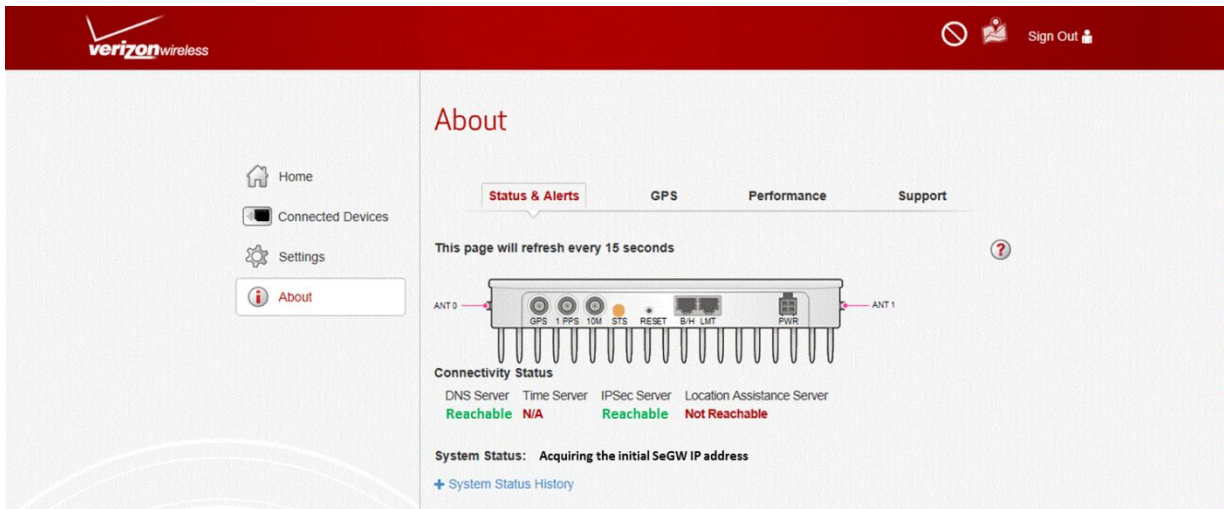 verizonwireless
Sign Out
About
Home
Connected Devices
Settings
About
Status & Alerts GPS Performance Support
This page will refresh every 15 seconds
?
ANT 0 ANT 1
GPS 1 PPS 10M STS RESET B/H LMT PWR
Connectivity Status
DNS Server Time Server IPSec Server Location Assistance Server
Reachable N/A Reachable Not Reachable
System Status: Acquiring the initial SeGW IP address
+ System Status History